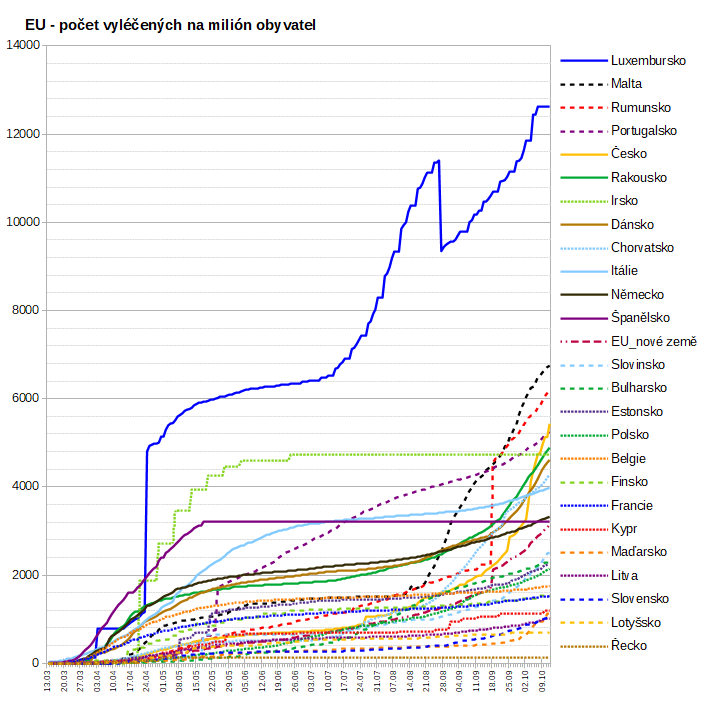 EU - počet vyléčených na milión obyvatel
14000
12000
10000
8000
6000
4000
2000
0
13.03
20.03
27.03
03.04
10.04
17.04
24.04
01.05
08.05
15.05
22.05
29.05
05.06
12.06
19.06
26.06
03.07
10.07
17.07
24.07
31.07
07.08
14.08
21.08
28.08
04.09
11.09
18.09
25.09
02.10
09.10
Luxembursko
Malta
Rumunsko
Portugalsko
Česko
Rakousko
Irsko
Dánsko
Chorvatsko
Itálie
Německo
Španělsko
EU_nové země
Slovinsko
Bulharsko
Estonsko
Polsko
Belgie
Finsko
Francie
Kypr
Maďarsko
Litva
Slovensko
Lotyšsko
Řecko